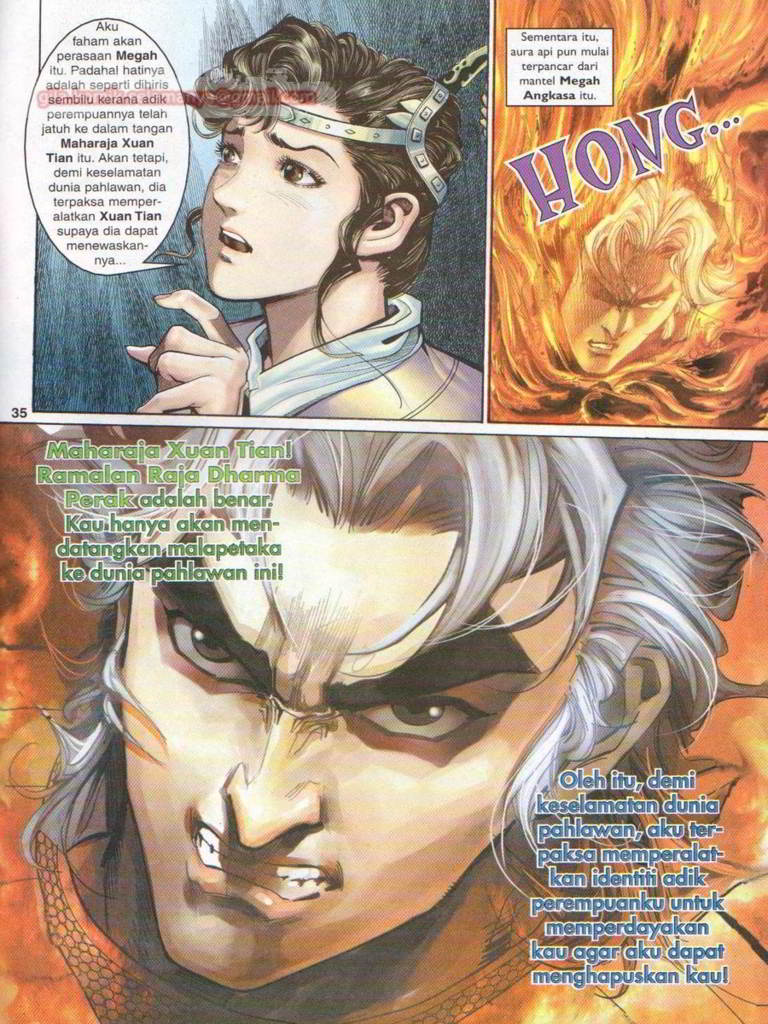 Aku
faham akan
perasaan Megah
itu. Padahal hatinya
adalah seperti dihiris
sembilu kerana adik
perempuannya telah
jatuh ke dalam tangan
Maharaja Xuan
Tian itu. Akan tetapi,
demi keselamatan
dunia pahlawan, dia
terpaksa memper-
alatkan Xuan Tian
supaya dia dapat
menewaskan-
nya...
Sementara itu,
aura api pun mulai
terpancar dari
mantel Megah
Angkasa itu.
HONG...
35
Maharaja Xuan Tian!
Ramalan Raja Dharma
Perak adalah benar.
Kau hanya akan men-
datangkan malapetaka
ke dunia pahlawan ini!
Oleh itu, demi
keselamatan dunia
pahlawan, aku ter-
paksa memperalat-
kan identiti adik
perempuanku untuk
memperdayakan
kau agar aku dapat
menghapuskan kau!